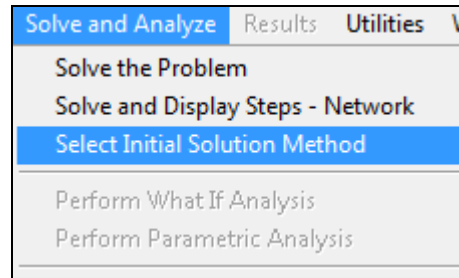 Solve and Analyze Results Utilities
Solve the Problem
Solve and Display Steps - Network
Select Initial Solution Method
Perform What If Analysis
Perform Parametric Analysis